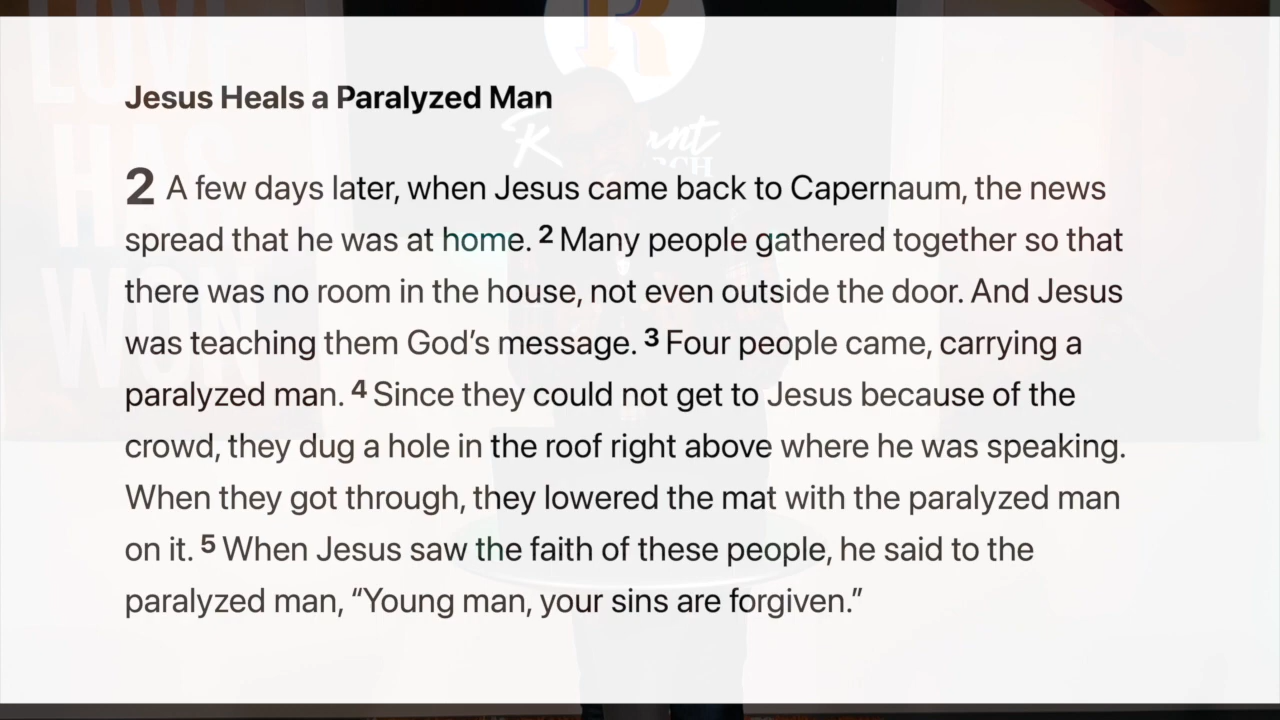 Jesus Heals a Paralyzed Man
2 A few days later, when Jesus came back to Capernaum, the news
spread that he was at home. 2 Many people gathered together so that
there was no room in the house, not even outside the door. And Jesus
was teaching them God’s message. 3 Four people came, carrying a
paralyzed man. 4 Since they could not get to Jesus because of the
crowd, they dug a hole in the roof right above where he was speaking.
When they got through, they lowered the mat with the paralyzed man
on it. 5 When Jesus saw the faith of these people, he said to the
paralyzed man, “Young man, your sins are forgiven.”
LOVE
HAS
WON
R